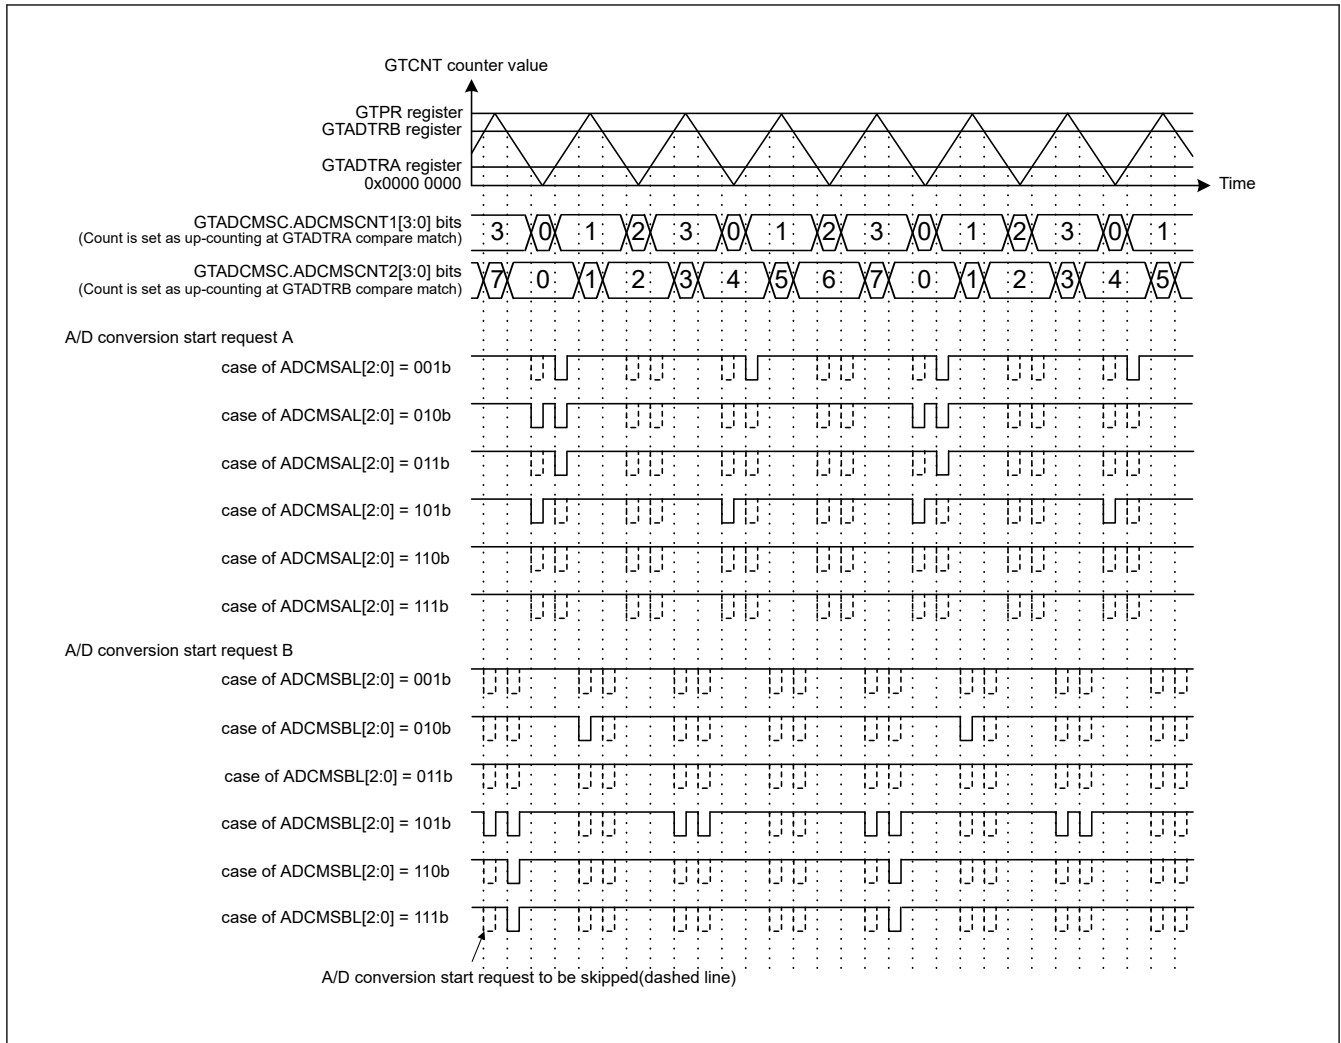 GTCNT counter value
GTPR register
GTADTRB register
GTADTRA register
0x0000 0000
Time
GTADCMSC.ADCMSCNT1[3:0] bits
(Count is set as up-counting at GTADTRA compare match)
3 0 1 2 3 0 1 2 3 0 1 2 3 0 1
GTADCMSC.ADCMSCNT2[3:0] bits
(Count is set as up-counting at GTADTRB compare match)
7 0 1 2 3 4 5 6 7 0 1 2 3 4 5
A/D conversion start request A
case of ADCMSAL[2:0] = 001b
case of ADCMSAL[2:0] = 010b
case of ADCMSAL[2:0] = 011b
case of ADCMSAL[2:0] = 101b
case of ADCMSAL[2:0] = 110b
case of ADCMSAL[2:0] = 111b
A/D conversion start request B
case of ADCMSBL[2:0] = 001b
case of ADCMSBL[2:0] = 010b
case of ADCMSBL[2:0] = 011b
case of ADCMSBL[2:0] = 101b
case of ADCMSBL[2:0] = 110b
case of ADCMSBL[2:0] = 111b
A/D conversion start request to be skipped(dashed line)